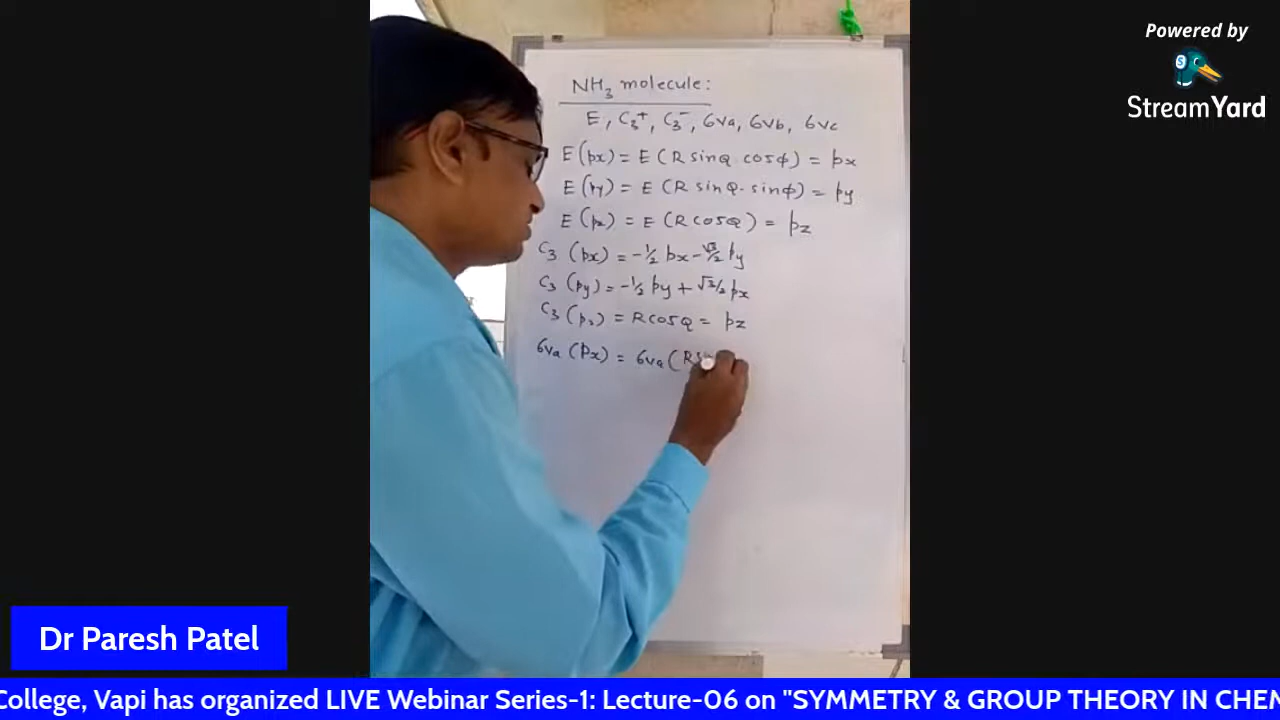 Powered by
StreamYard
NH₃ molecule:
E, C₃⁺, C₃⁻, σva, σvb, σvc
E(px) = E(R sinθ. cosϕ) = px
E(py) = E(R sinθ. sinϕ) = py
E(pz) = E(R cosθ) = pz
C₃(px) = -1/2 px - √3/2 py
C₃(py) = -1/2 py + √3/2 px
C₃(pz) = R cosθ = pz
σva(px) = σva(R
Dr Paresh Patel
College, Vapi has organized LIVE Webinar Series-1: Lecture-06 on "SYMMETRY & GROUP THEORY IN CHEM